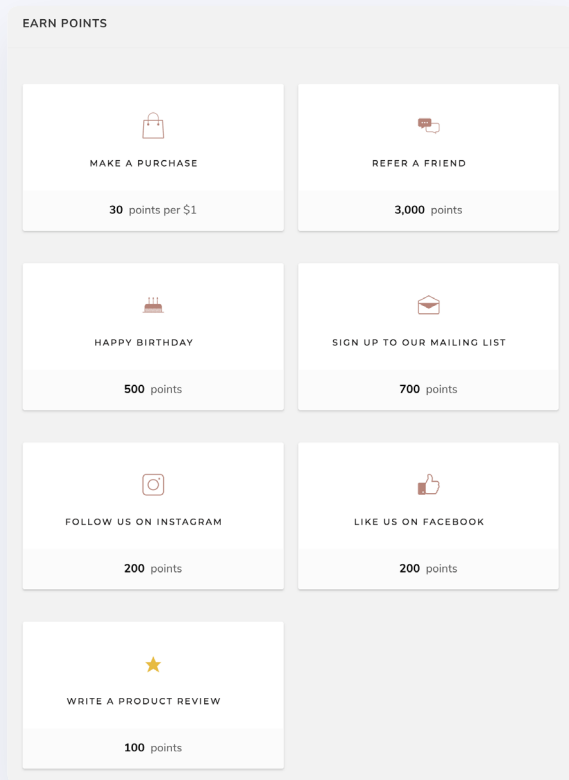 EARN POINTS
MAKE A PURCHASE
30 points per $1
REFER A FRIEND
3,000 points
HAPPY BIRTHDAY
500 points
SIGN UP TO OUR MAILING LIST
700 points
FOLLOW US ON INSTAGRAM
200 points
LIKE US ON FACEBOOK
200 points
WRITE A PRODUCT REVIEW
100 points